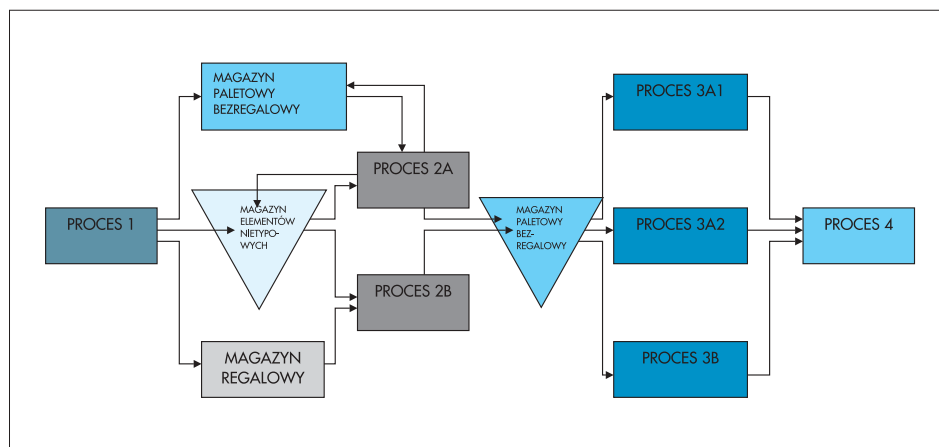 PROCES 1
MAGAZYN
PALETOWY
BEZREGALOWY
MAGAZYN
ELEMENTÓW
NIETYPO-
WYCH
MAGAZYN
REGALOWY
PROCES 2A
PROCES 2B
MAGAZYN
PALETOWY
BEZ-
REGALOWY
PROCES 3A1
PROCES 3A2
PROCES 3B
PROCES 4